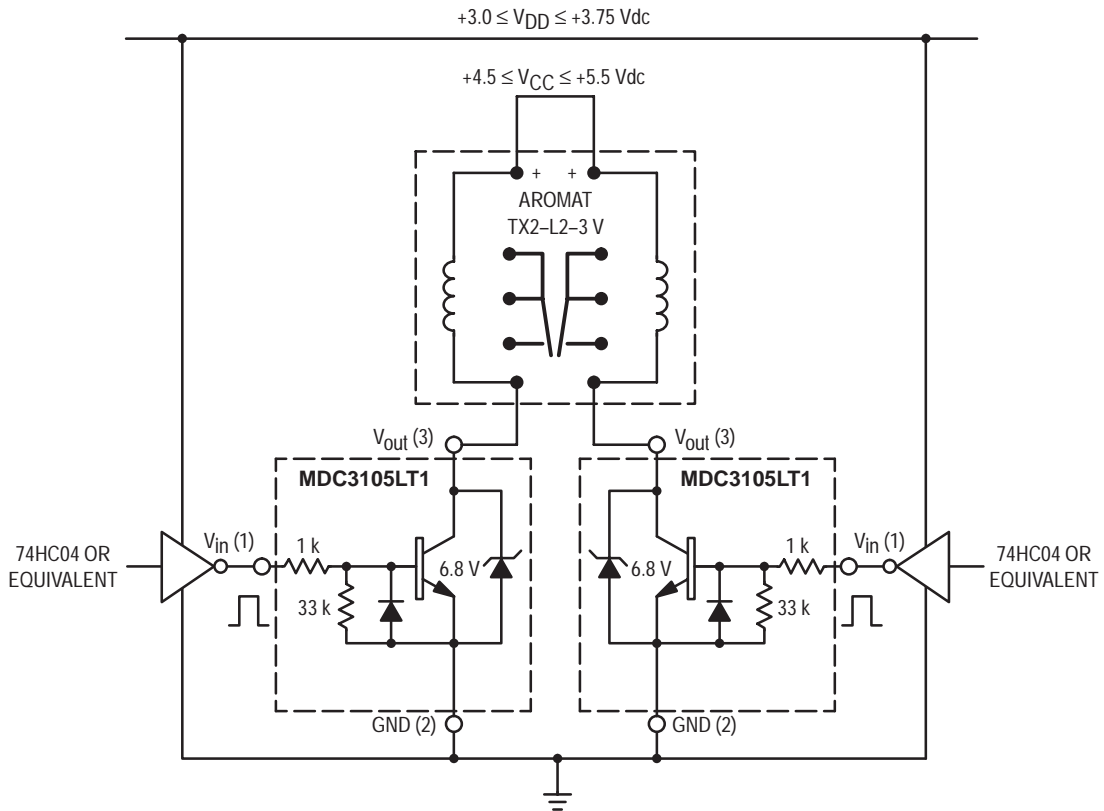 +3.0 ≤ VDD ≤ +3.75 Vdc
+4.5 ≤ VCC ≤ +5.5 Vdc
+ +
AROMAT
TX2–L2–3 V
Vout (3)
Vout (3)
MDC3105LT1
MDC3105LT1
74HC04 OR
EQUIVALENT
Vin (1)
1 k
33 k
6.8 V
6.8 V
1 k
33 k
Vin (1)
74HC04 OR
EQUIVALENT
GND (2)
GND (2)